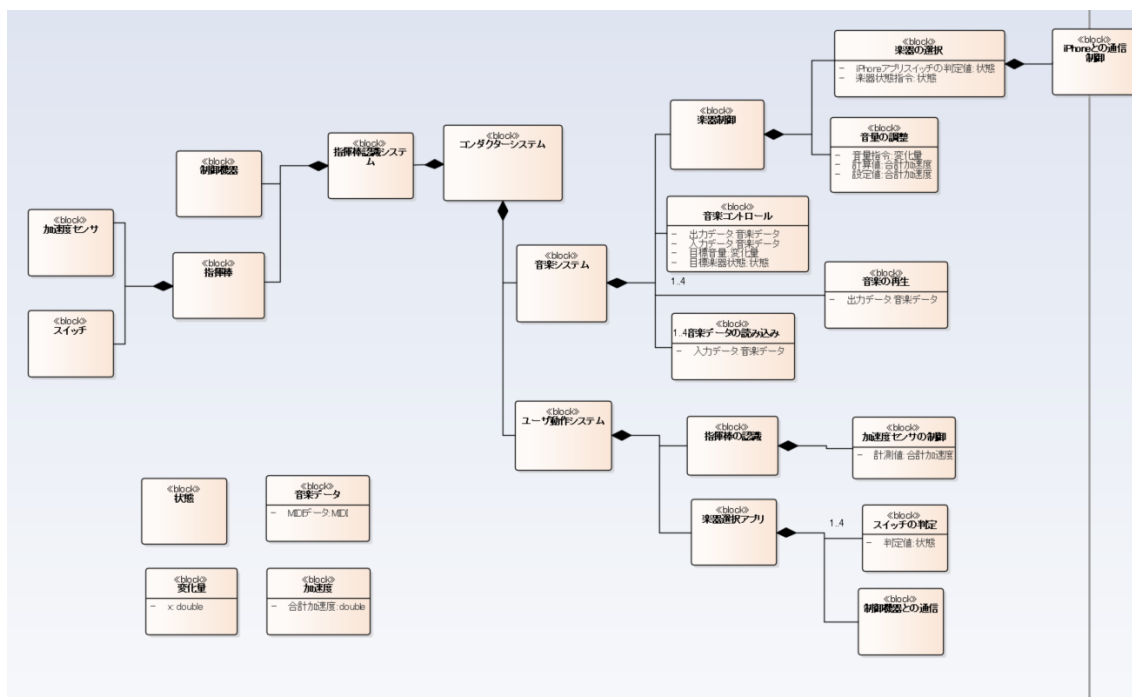 «block»
楽器の選択
− iPhoneアプリスイッチの判定値: 状態
− 楽器状態指令: 状態
«block»
iPhoneとの通信
制御
«block»
楽器制御
«block»
音量の調整
− 音量指令: 変化量
− 計算値: 合計加速度
− 設定値: 合計加速度
«block»
コンダクターシステム
«block»
指揮棒認識システ
ム
«block»
制御機器
«block»
加速度センサ
«block»
指揮棒
«block»
スイッチ
«block»
音楽コントロール
− 出力データ: 音楽データ
− 入力データ: 音楽データ
− 目標音量: 変化量
− 目標楽器状態: 状態
«block»
音楽システム
1..4
«block»
音楽の再生
− 出力データ: 音楽データ
«block»
1..4
音楽データの読み込み
− 入力データ: 音楽データ
«block»
ユーザ動作システム
«block»
指揮棒の認識
«block»
加速度センサの制御
− 計測値: 合計加速度
«block»
楽器選択アプリ
1..4
«block»
スイッチの判定
− 判定値: 状態
«block»
制御機器との通信
«block»
状態
«block»
音楽データ
− MIDIデータ: MIDI
«block»
変化量
− x: double
«block»
加速度
− 合計加速度: double